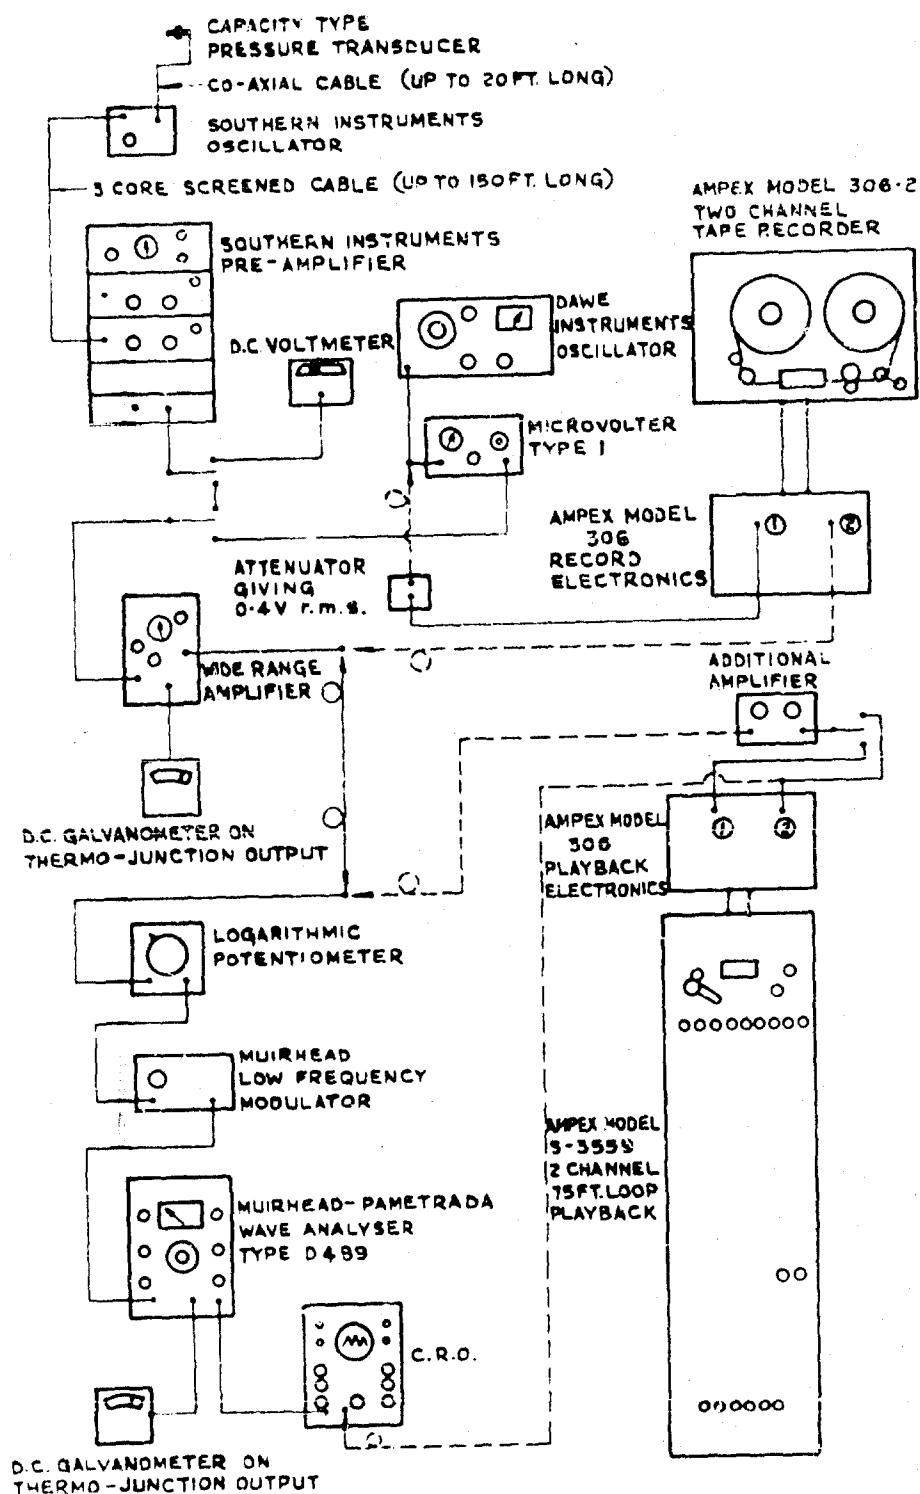 CAPACITY TYPE
PRESSURE TRANSDUCER
CO-AXIAL CABLE (UP TO 20FT. LONG)
SOUTHERN INSTRUMENTS
OSCILLATOR
3 CORE SCREENED CABLE (UP TO 150FT. LONG)
AMPEX MODEL 306-2
TWO CHANNEL
TAPE RECORDER
SOUTHERN INSTRUMENTS
PRE-AMPLIFIER
D.C. VOLTMETER
DAWE
INSTRUMENTS
OSCILLATOR
MICROVOLTER
TYPE I
AMPEX MODEL
306
RECORD
ELECTRONICS
1
2
ATTENUATOR
GIVING
0.4V r.m.s.
WIDE RANGE
AMPLIFIER
ADDITIONAL
AMPLIFIER
D.C. GALVANOMETER ON
THERMO-JUNCTION OUTPUT
AMPEX MODEL
306
PLAYBACK
ELECTRONICS
1
2
LOGARITHMIC
POTENTIOMETER
MUIRHEAD
LOW FREQUENCY
MODULATOR
AMPEX MODEL
S-3559
2 CHANNEL
75FT. LOOP
PLAYBACK
MUIRHEAD-PAMETRADA
WAVE ANALYSER
TYPE D489
C.R.O.
D.C. GALVANOMETER ON
THERMO-JUNCTION OUTPUT